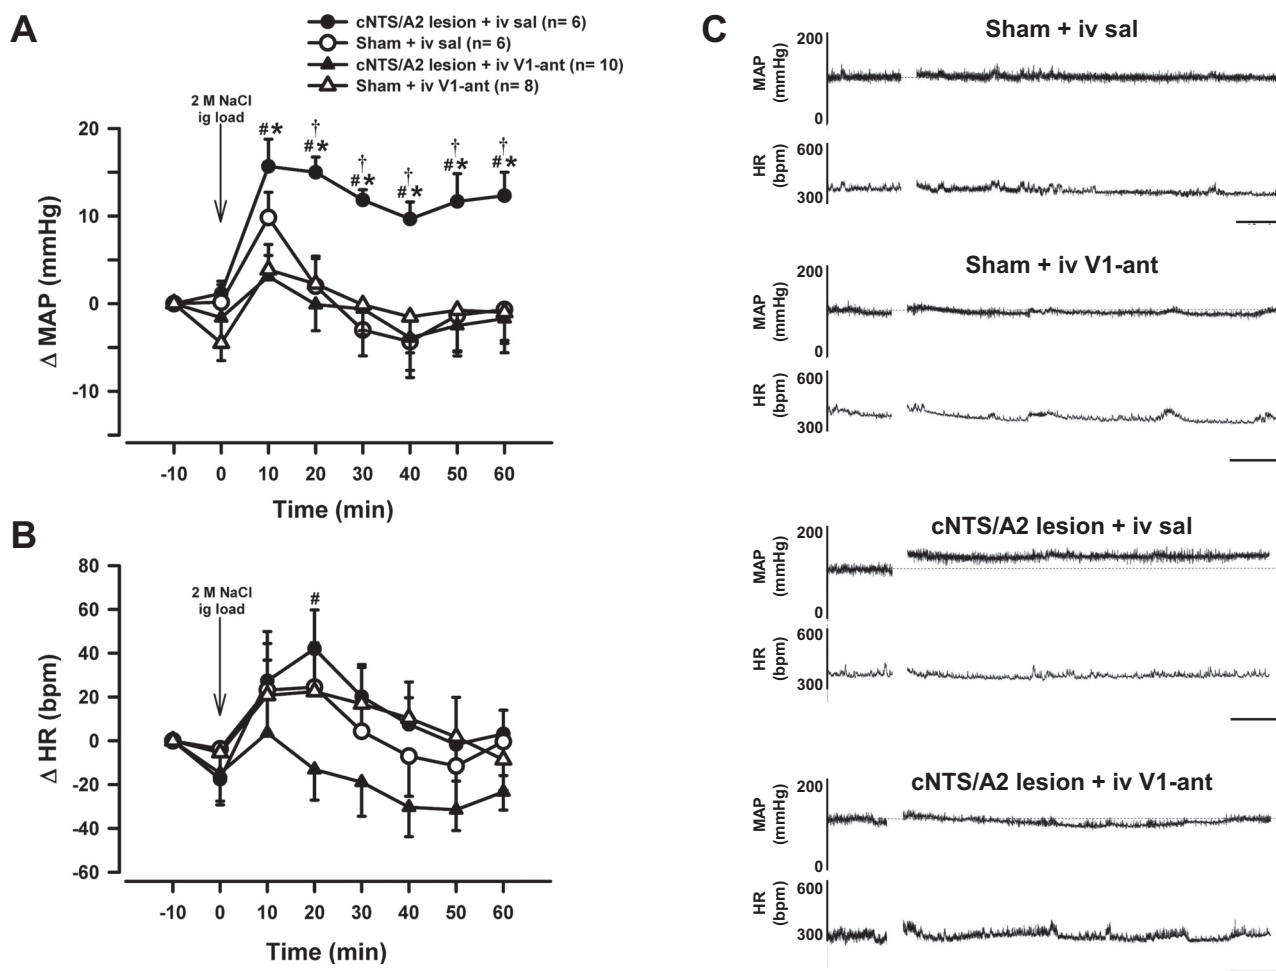 A
cNTS/A2 lesion + iv sal (n= 6)
Sham + iv sal (n= 6)
cNTS/A2 lesion + iv V1-ant (n= 10)
Sham + iv V1-ant (n= 8)
2 M NaCl
ig load
Δ MAP (mmHg)
20
10
0
-10
#*
†
#*
†
#*
†
#*
†
#*
†
#*
-10 0 10 20 30 40 50 60
Time (min)
B
2 M NaCl
ig load
Δ HR (bpm)
80
60
40
20
0
-20
-40
-60
#
-10 0 10 20 30 40 50 60
Time (min)
C
Sham + iv sal
MAP
(mmHg)
200
0
HR
(bpm)
600
300
Sham + iv V1-ant
MAP
(mmHg)
200
0
HR
(bpm)
600
300
cNTS/A2 lesion + iv sal
MAP
(mmHg)
200
0
HR
(bpm)
600
300
cNTS/A2 lesion + iv V1-ant
MAP
(mmHg)
200
0
HR
(bpm)
600
300